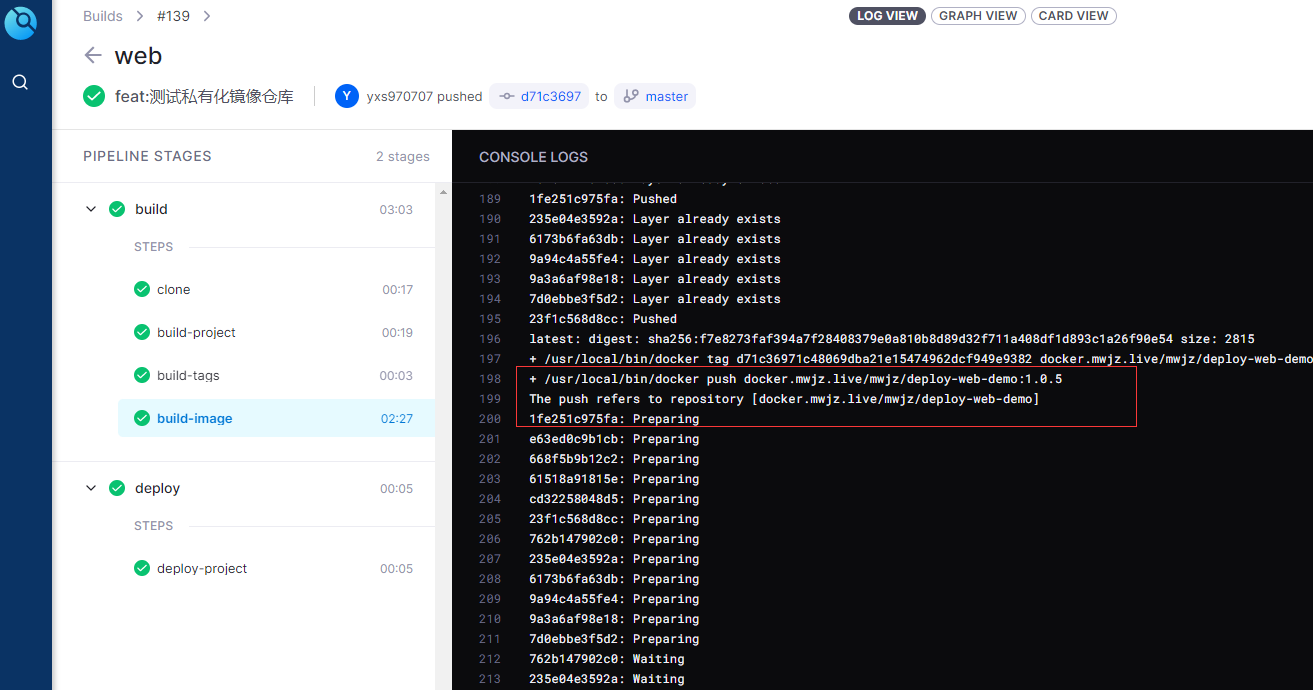 Builds > #139 >
LOG VIEW
GRAPH VIEW
CARD VIEW
web
feat:测试私有化镜像仓库
Y yxs970707 pushed d71c3697 to master
PIPELINE STAGES
2 stages
build 03:03
STEPS
clone 00:17
build-project 00:19
build-tags 00:03
build-image 02:27
deploy 00:05
STEPS
deploy-project 00:05
CONSOLE LOGS
189 1fe251c975fa: Pushed
190 235e04e3592a: Layer already exists
191 6173b6fa63db: Layer already exists
192 9a94c4a55fe4: Layer already exists
193 9a3a6af98e18: Layer already exists
194 7d0ebbe3f5d2: Layer already exists
195 23f1c568d8cc: Pushed
196 latest: digest: sha256:f7e8273faf394a7f28408379e0a810b8d89d32f711a408df1d893c1a26f90e54 size: 2815
197 + /usr/local/bin/docker tag d71c36971c48069dba21e15474962dcf949e9382 docker.mwjz.live/mwjz/deploy-web-demo
198 + /usr/local/bin/docker push docker.mwjz.live/mwjz/deploy-web-demo:1.0.5
199 The push refers to repository [docker.mwjz.live/mwjz/deploy-web-demo]
200 1fe251c975fa: Preparing
201 e63ed0c9b1cb: Preparing
202 668f5b9b12c2: Preparing
203 61518a91815e: Preparing
204 cd32258048d5: Preparing
205 23f1c568d8cc: Preparing
206 762b147902c0: Preparing
207 235e04e3592a: Preparing
208 6173b6fa63db: Preparing
209 9a94c4a55fe4: Preparing
210 9a3a6af98e18: Preparing
211 7d0ebbe3f5d2: Preparing
212 762b147902c0: Waiting
213 235e04e3592a: Waiting